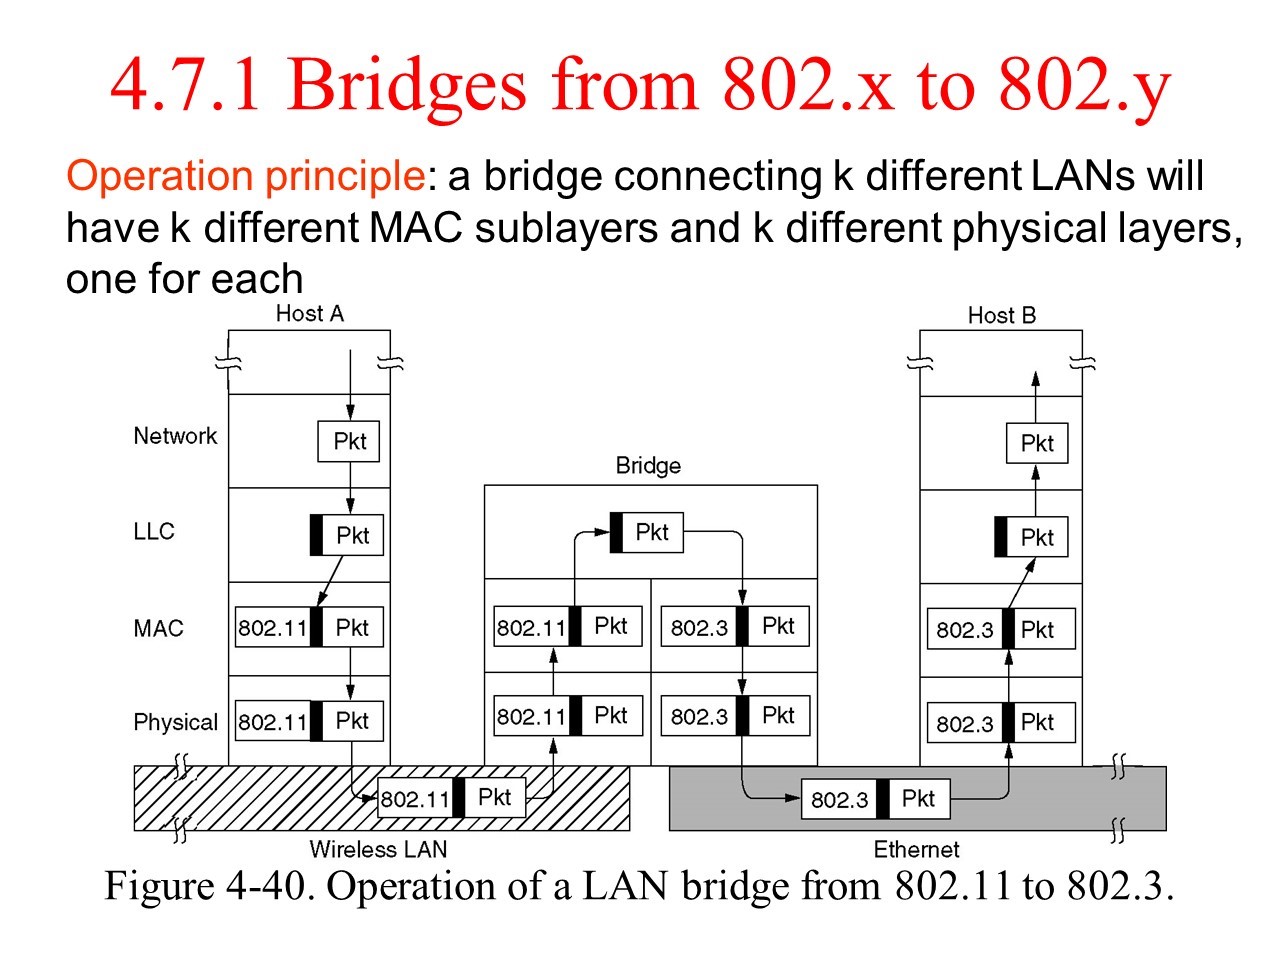 4.7.1 Bridges from 802.x to 802.y
Operation principle: a bridge connecting k different LANs will
have k different MAC sublayers and k different physical layers,
one for each
Host A
Host B
Network
Pkt
Pkt
Bridge
LLC
Pkt
Pkt
Pkt
MAC
802.11 Pkt
802.11 Pkt
802.3 Pkt
802.3 Pkt
Physical
802.11 Pkt
802.11 Pkt
802.3 Pkt
802.3 Pkt
802.11 Pkt
802.3 Pkt
Wireless LAN
Ethernet
Figure 4-40. Operation of a LAN bridge from 802.11 to 802.3.